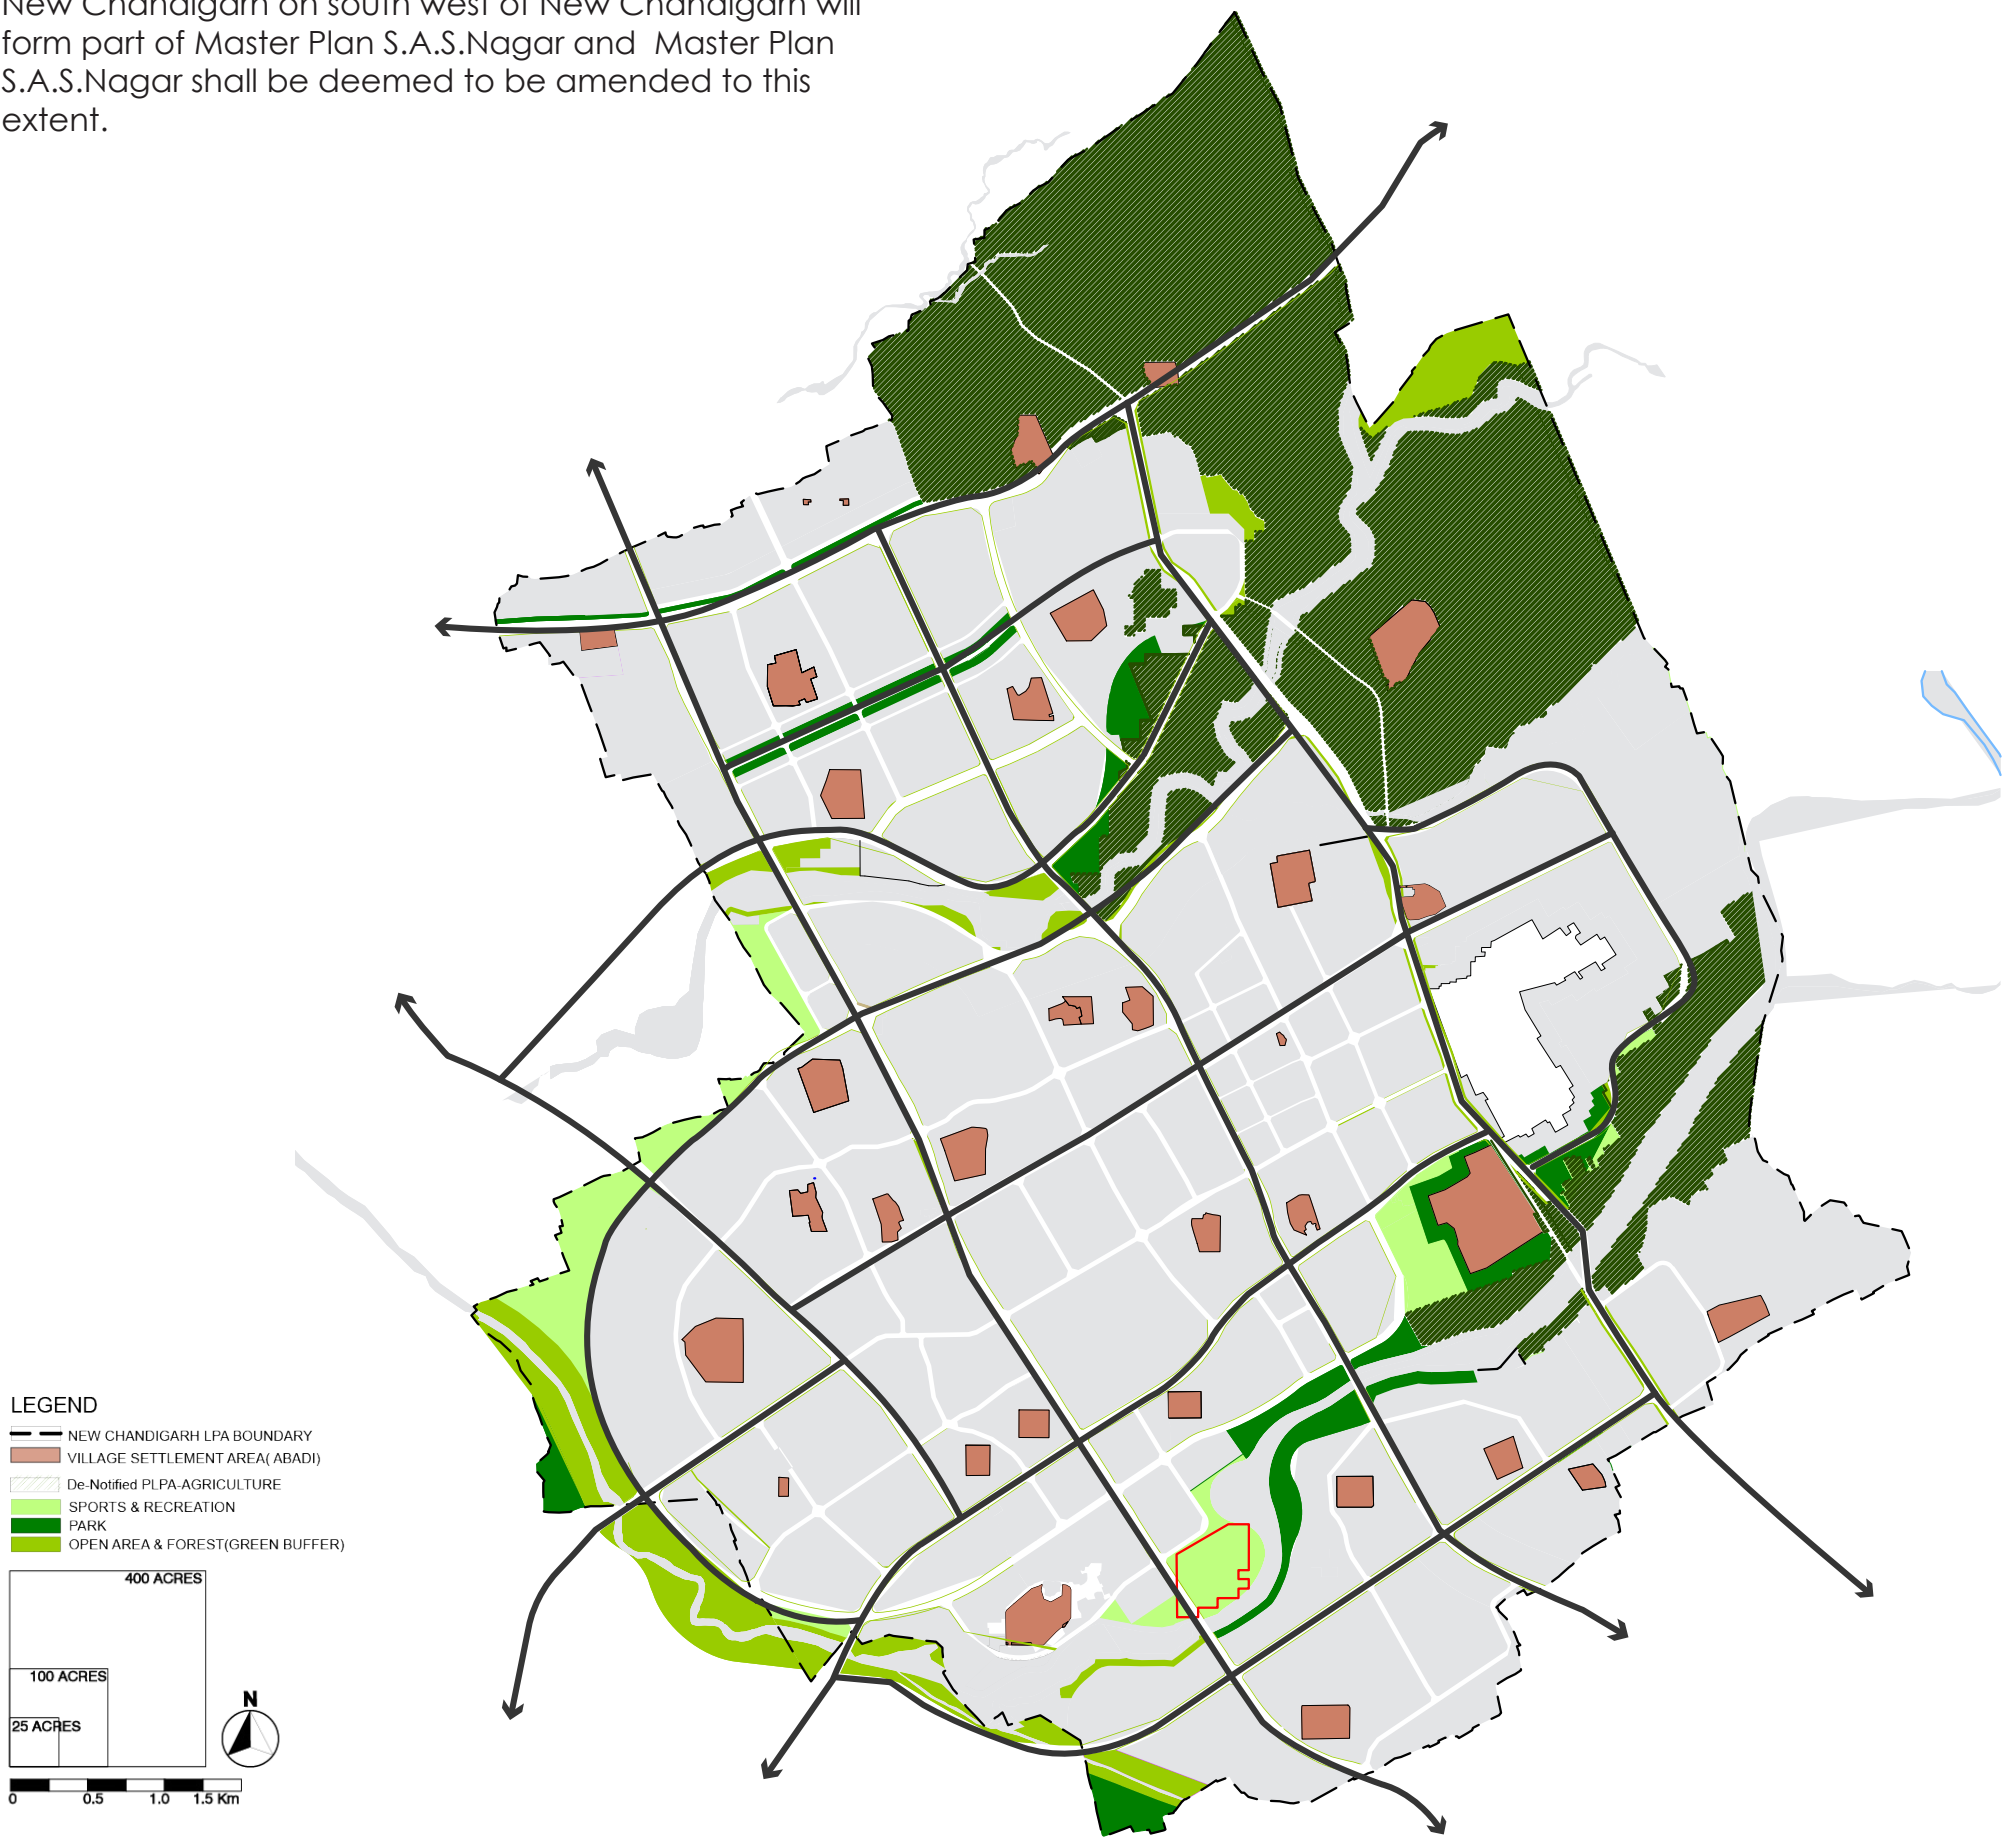 New Chandigarh on south west of New Chandigarh will
form part of Master Plan S.A.S.Nagar and Master Plan
S.A.S.Nagar shall be deemed to be amended to this
extent.
LEGEND
NEW CHANDIGARH LPA BOUNDARY
VILLAGE SETTLEMENT AREA( ABADI)
De-Notified PLPA-AGRICULTURE
SPORTS & RECREATION
PARK
OPEN AREA & FOREST(GREEN BUFFER)
400 ACRES
100 ACRES
25 ACRES
N
0 0.5 1.0 1.5 Km